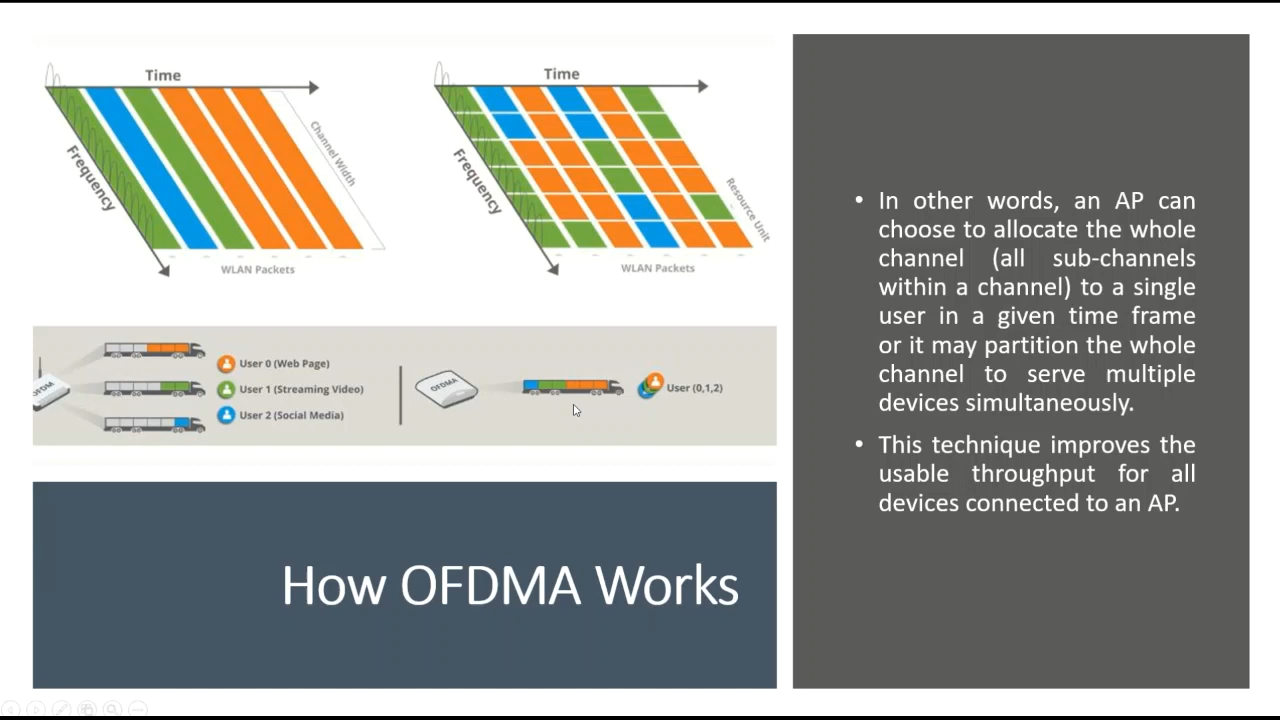 Time
Frequency
Channel Width
WLAN Packets
Time
Frequency
Resource Unit
WLAN Packets
OFDM
User 0 (Web Page)
User 1 (Streaming Video)
User 2 (Social Media)
OFDMA
User (0,1,2)
How OFDMA Works
• In other words, an AP can
choose to allocate the whole
channel (all sub-channels
within a channel) to a single
user in a given time frame
or it may partition the whole
channel to serve multiple
devices simultaneously.
• This technique improves the
usable throughput for all
devices connected to an AP.